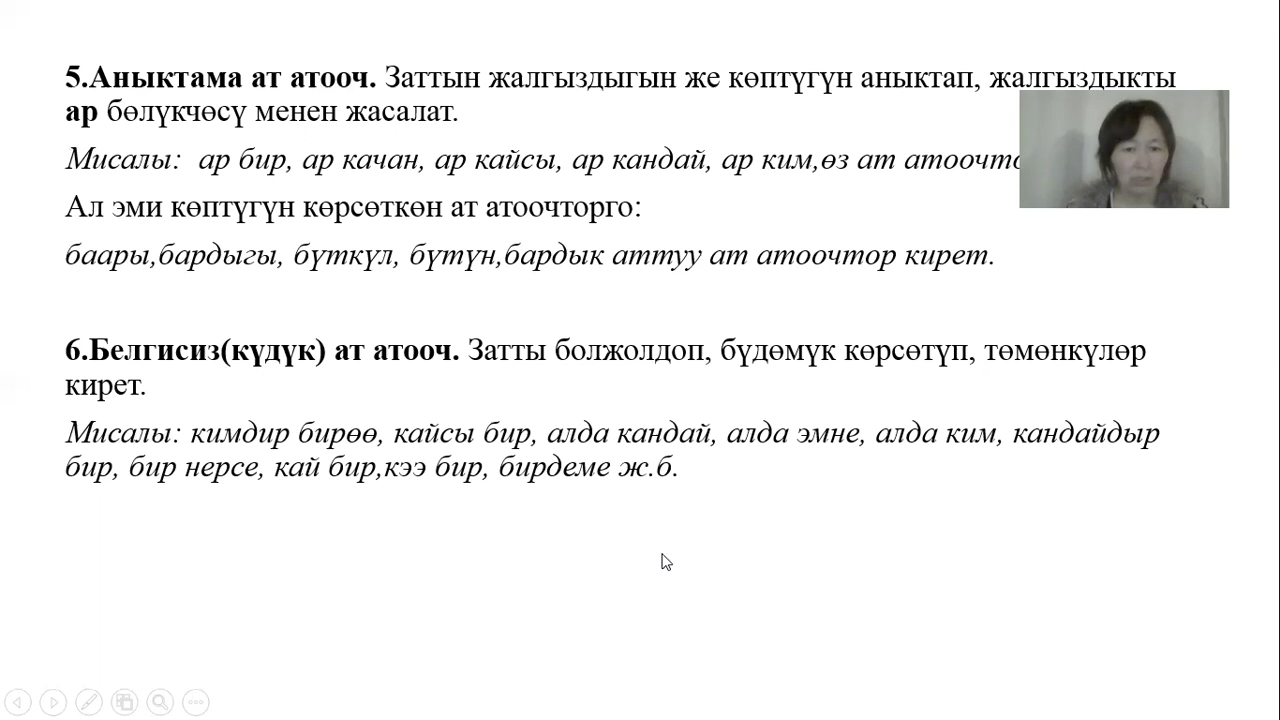 5.Аныктама ат атооч. Заттын жалгыздыгын же көптүгүн аныктап, жалгыздыкты
ар бөлүкчөсү менен жасалат.
Мисалы:  ар бир, ар качан, ар кайсы, ар кандай, ар ким,өз ат
Ал эми көптүгүн көрсөткөн ат атоочторго:
баары,бардыгы, бүткүл, бүтүн,бардык аттуу ат атоочтор кирет.
6.Белгисиз(күдүк) ат атооч. Затты болжолдоп, бүдөмүк көрсөтүп, төмөнкүлөр
кирет.
Мисалы: кимдир бирөө, кайсы бир, алда кандай, алда эмне, алда ким, кандайдыр
бир, бир нерсе, кай бир,кээ бир, бирдеме ж.б.